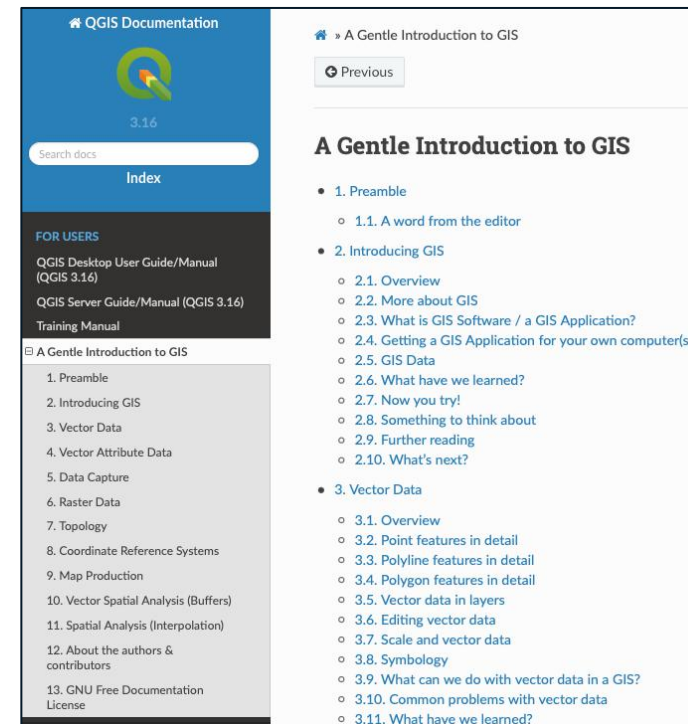 QGIS Documentation
3.16
Search docs
Index
FOR USERS
QGIS Desktop User Guide/Manual
(QGIS 3.16)
QGIS Server Guide/Manual (QGIS 3.16)
Training Manual
A Gentle Introduction to GIS
1. Preamble
2. Introducing GIS
3. Vector Data
4. Vector Attribute Data
5. Data Capture
6. Raster Data
7. Topology
8. Coordinate Reference Systems
9. Map Production
10. Vector Spatial Analysis (Buffers)
11. Spatial Analysis (Interpolation)
12. About the authors &
contributors
13. GNU Free Documentation
License
» A Gentle Introduction to GIS
Previous
A Gentle Introduction to GIS
1. Preamble
1.1. A word from the editor
2. Introducing GIS
2.1. Overview
2.2. More about GIS
2.3. What is GIS Software / a GIS Application?
2.4. Getting a GIS Application for your own computer(s
2.5. GIS Data
2.6. What have we learned?
2.7. Now you try!
2.8. Something to think about
2.9. Further reading
2.10. What's next?
3. Vector Data
3.1. Overview
3.2. Point features in detail
3.3. Polyline features in detail
3.4. Polygon features in detail
3.5. Vector data in layers
3.6. Editing vector data
3.7. Scale and vector data
3.8. Symbology
3.9. What can we do with vector data in a GIS?
3.10. Common problems with vector data
3.11. What have we learned?